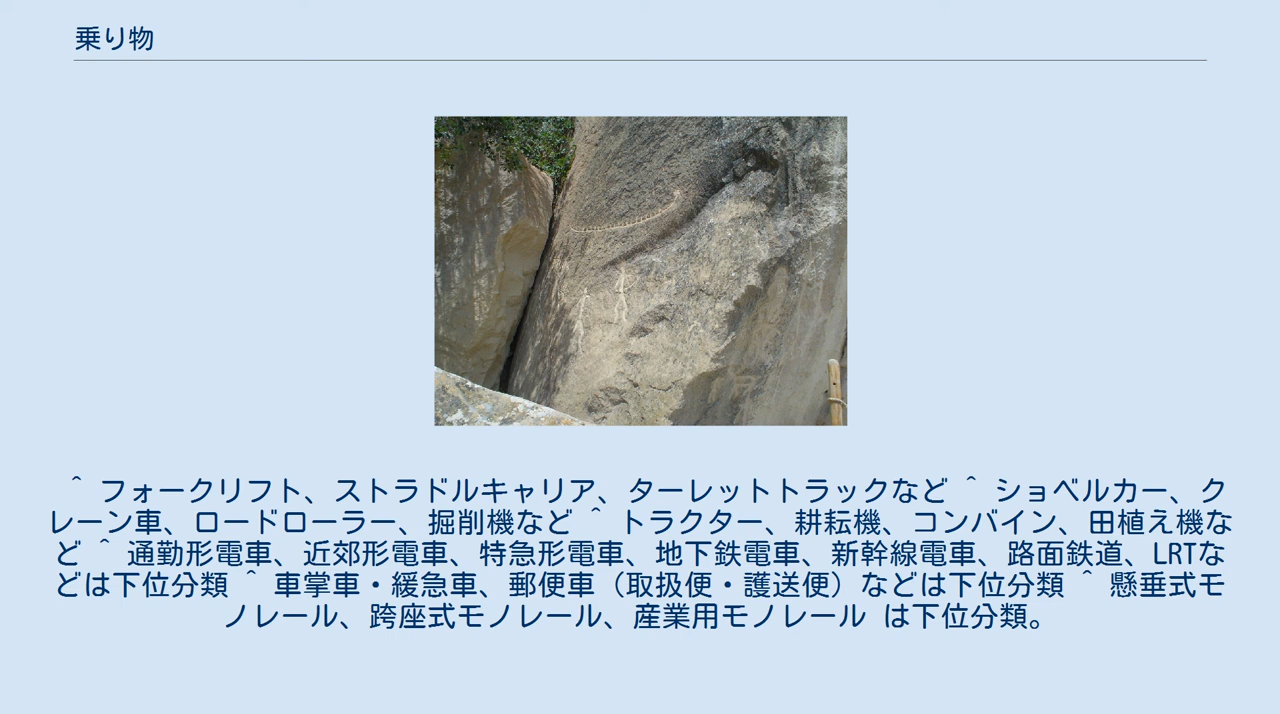 乗り物
^ フォークリフト、ストラドルキャリア、ターレットトラックなど ^ ショベルカー、ク
レーン車、ロードローラー、掘削機など ^ トラクター、耕耘機、コンバイン、田植え機な
ど ^ 通勤形電車、近郊形電車、特急形電車、地下鉄電車、新幹線電車、路面鉄道、LRTな
どは下位分類 ^ 車掌車・緩急車、郵便車（取扱便・護送便）などは下位分類 ^ 懸垂式モ
ノレール、跨座式モノレール、産業用モノレール は下位分類。